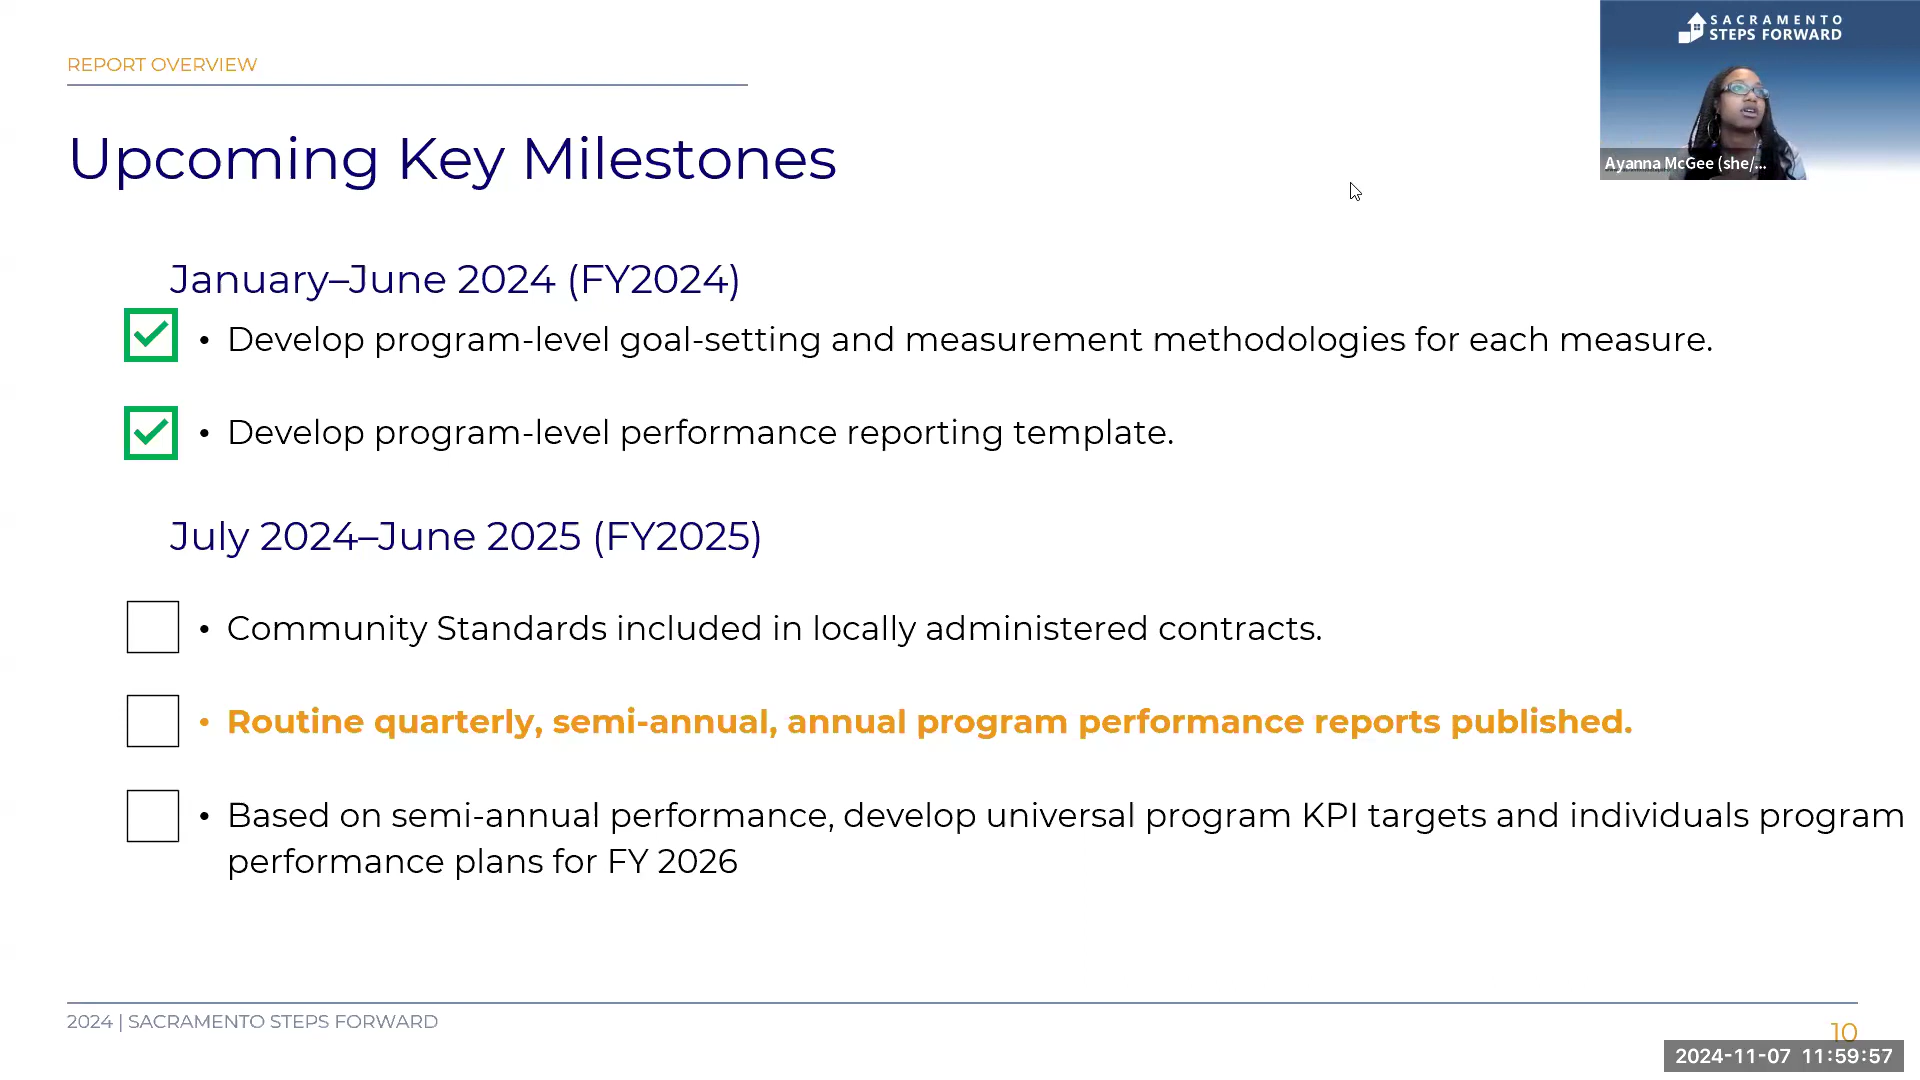 REPORT OVERVIEW
SACRAMENTO
STEPS FORWARD
Ayanna McGee (she/...
Upcoming Key Milestones
January–June 2024 (FY2024)
• Develop program-level goal-setting and measurement methodologies for each measure.
• Develop program-level performance reporting template.
July 2024–June 2025 (FY2025)
• Community Standards included in locally administered contracts.
• Routine quarterly, semi-annual, annual program performance reports published.
• Based on semi-annual performance, develop universal program KPI targets and individuals program
performance plans for FY 2026
2024 | SACRAMENTO STEPS FORWARD
10
2024-11-07 11:59:57